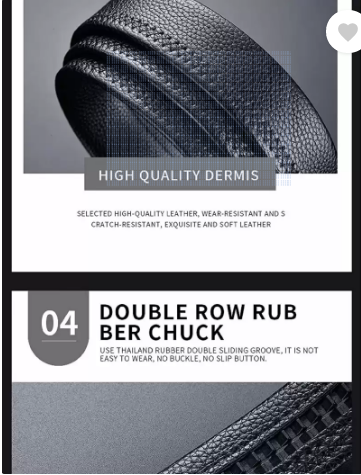 HIGH QUALITY DERMIS
SELECTED HIGH-QUALITY LEATHER, WEAR-RESISTANT AND S
CRATCH-RESISTANT, EXQUISITE AND SOFT LEATHER
04
DOUBLE ROW RUB
BER CHUCK
USE THAILAND RUBBER DOUBLE SLIDING GROOVE, IT IS NOT
EASY TO WEAR, NO BUCKLE, NO SLIP BUTTON.